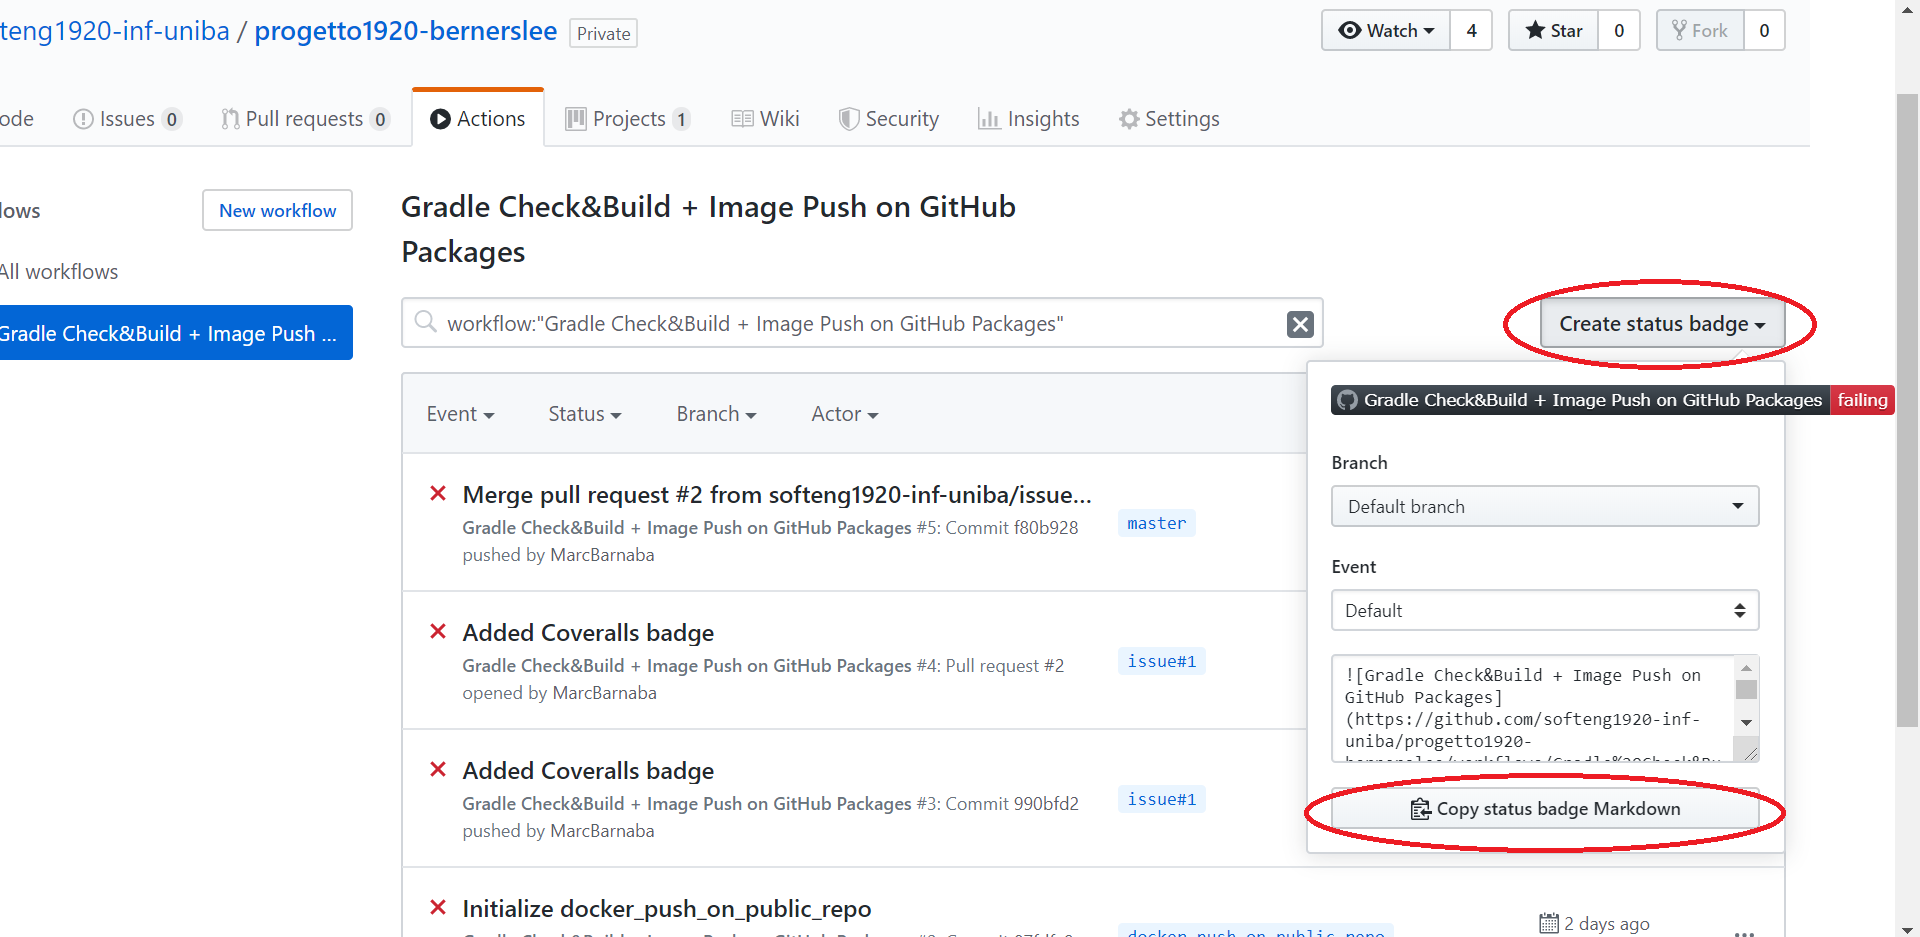 teng1920-inf-uniba / progetto1920-bernerslee Private
Watch 4 Star 0 Fork 0
ode Issues 0 Pull requests 0 Actions Projects 1 Wiki Security Insights Settings
lows
New workflow
All workflows
Gradle Check&Build + Image Push ...
Gradle Check&Build + Image Push on GitHub
Packages
workflow:"Gradle Check&Build + Image Push on GitHub Packages"
Create status badge
Event Status Branch Actor
Merge pull request #2 from softeng1920-inf-uniba/issue...
Gradle Check&Build + Image Push on GitHub Packages #5: Commit f80b928
pushed by MarcBarnaba
master
Added Coveralls badge
Gradle Check&Build + Image Push on GitHub Packages #4: Pull request #2
opened by MarcBarnaba
issue#1
Added Coveralls badge
Gradle Check&Build + Image Push on GitHub Packages #3: Commit 990bfd2
pushed by MarcBarnaba
issue#1
Initialize docker_push_on_public_repo
docker_push_on_public_repo
2 days ago
Gradle Check&Build + Image Push on GitHub Packages failing
Branch
Default branch
Event
Default
![Gradle Check&Build + Image Push on
GitHub Packages]
(https://github.com/softeng1920-inf-
uniba/progetto1920-
bernerslee/workflows/Gradle%20Check&Bu
Copy status badge Markdown